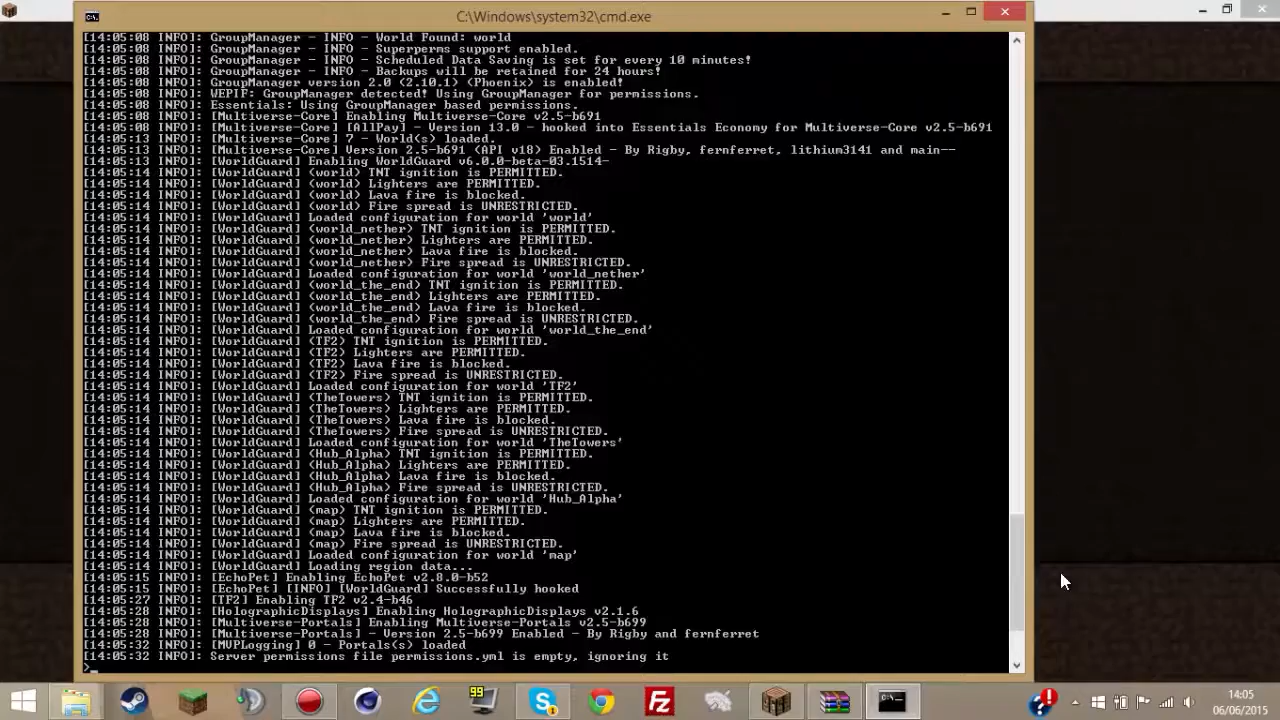 C:\Windows\system32\cmd.exe
[14:05:08 INFO]: GroupManager - INFO - World Found: world
[14:05:08 INFO]: GroupManager - INFO - Superperms support enabled.
[14:05:08 INFO]: GroupManager - INFO - Scheduled Data Saving is set for every 10 minutes!
[14:05:08 INFO]: GroupManager - INFO - Backups will be retained for 24 hours!
[14:05:08 INFO]: GroupManager version 2.0 (2.10.1) (Phoenix) is enabled!
[14:05:08 INFO]: WEPIF: GroupManager detected! Using GroupManager for permissions.
[14:05:08 INFO]: Essentials: Using GroupManager based permissions.
[14:05:08 INFO]: [Multiverse-Core] Enabling Multiverse-Core v2.5-b691
[14:05:08 INFO]: [Multiverse-Core] [AllPay] - Version 13.0 - hooked into Essentials Economy for Multiverse-Core v2.5-b691
[14:05:13 INFO]: [Multiverse-Core] 7 - World(s) loaded.
[14:05:13 INFO]: [Multiverse-Core] Version 2.5-b691 (API v18) Enabled - By Rigby, fernferret, lithium3141 and main--
[14:05:13 INFO]: [WorldGuard] Enabling WorldGuard v6.0.0-beta-03.1514-
[14:05:14 INFO]: [WorldGuard] (world) TNT ignition is PERMITTED.
[14:05:14 INFO]: [WorldGuard] (world) Lighters are PERMITTED.
[14:05:14 INFO]: [WorldGuard] (world) Lava fire is blocked.
[14:05:14 INFO]: [WorldGuard] (world) Fire spread is UNRESTRICTED.
[14:05:14 INFO]: [WorldGuard] Loaded configuration for world 'world'
[14:05:14 INFO]: [WorldGuard] (world_nether) TNT ignition is PERMITTED.
[14:05:14 INFO]: [WorldGuard] (world_nether) Lighters are PERMITTED.
[14:05:14 INFO]: [WorldGuard] (world_nether) Lava fire is blocked.
[14:05:14 INFO]: [WorldGuard] (world_nether) Fire spread is UNRESTRICTED.
[14:05:14 INFO]: [WorldGuard] Loaded configuration for world 'world_nether'
[14:05:14 INFO]: [WorldGuard] (world_the_end) TNT ignition is PERMITTED.
[14:05:14 INFO]: [WorldGuard] (world_the_end) Lighters are PERMITTED.
[14:05:14 INFO]: [WorldGuard] (world_the_end) Lava fire is blocked.
[14:05:14 INFO]: [WorldGuard] (world_the_end) Fire spread is UNRESTRICTED.
[14:05:14 INFO]: [WorldGuard] Loaded configuration for world 'world_the_end'
[14:05:14 INFO]: [WorldGuard] (TF2) TNT ignition is PERMITTED.
[14:05:14 INFO]: [WorldGuard] (TF2) Lighters are PERMITTED.
[14:05:14 INFO]: [WorldGuard] (TF2) Lava fire is blocked.
[14:05:14 INFO]: [WorldGuard] (TF2) Fire spread is UNRESTRICTED.
[14:05:14 INFO]: [WorldGuard] Loaded configuration for world 'TF2'
[14:05:14 INFO]: [WorldGuard] (TheTowers) TNT ignition is PERMITTED.
[14:05:14 INFO]: [WorldGuard] (TheTowers) Lighters are PERMITTED.
[14:05:14 INFO]: [WorldGuard] (TheTowers) Lava fire is blocked.
[14:05:14 INFO]: [WorldGuard] (TheTowers) Fire spread is UNRESTRICTED.
[14:05:14 INFO]: [WorldGuard] Loaded configuration for world 'TheTowers'
[14:05:14 INFO]: [WorldGuard] (Hub_Alpha) TNT ignition is PERMITTED.
[14:05:14 INFO]: [WorldGuard] (Hub_Alpha) Lighters are PERMITTED.
[14:05:14 INFO]: [WorldGuard] (Hub_Alpha) Lava fire is blocked.
[14:05:14 INFO]: [WorldGuard] (Hub_Alpha) Fire spread is UNRESTRICTED.
[14:05:14 INFO]: [WorldGuard] Loaded configuration for world 'Hub_Alpha'
[14:05:14 INFO]: [WorldGuard] (map) TNT ignition is PERMITTED.
[14:05:14 INFO]: [WorldGuard] (map) Lighters are PERMITTED.
[14:05:14 INFO]: [WorldGuard] (map) Lava fire is blocked.
[14:05:14 INFO]: [WorldGuard] (map) Fire spread is UNRESTRICTED.
[14:05:14 INFO]: [WorldGuard] Loaded configuration for world 'map'
[14:05:14 INFO]: [WorldGuard] Loading region data...
[14:05:15 INFO]: [EchoPet] Enabling EchoPet v2.8.0-b52
[14:05:15 INFO]: [EchoPet] [INFO] [WorldGuard] Successfully hooked
[14:05:27 INFO]: [TF2] Enabling TF2 v2.4-b46
[14:05:28 INFO]: [HolographicDisplays] Enabling HolographicDisplays v2.1.6
[14:05:28 INFO]: [Multiverse-Portals] Enabling Multiverse-Portals v2.5-b699
[14:05:28 INFO]: [Multiverse-Portals] - Version 2.5-b699 Enabled - By Rigby and fernferret
[14:05:32 INFO]: [MVPLogging] 0 - Portals(s) loaded
[14:05:32 INFO]: Server permissions file permissions.yml is empty, ignoring it
>_
99
14:05
06/06/2015